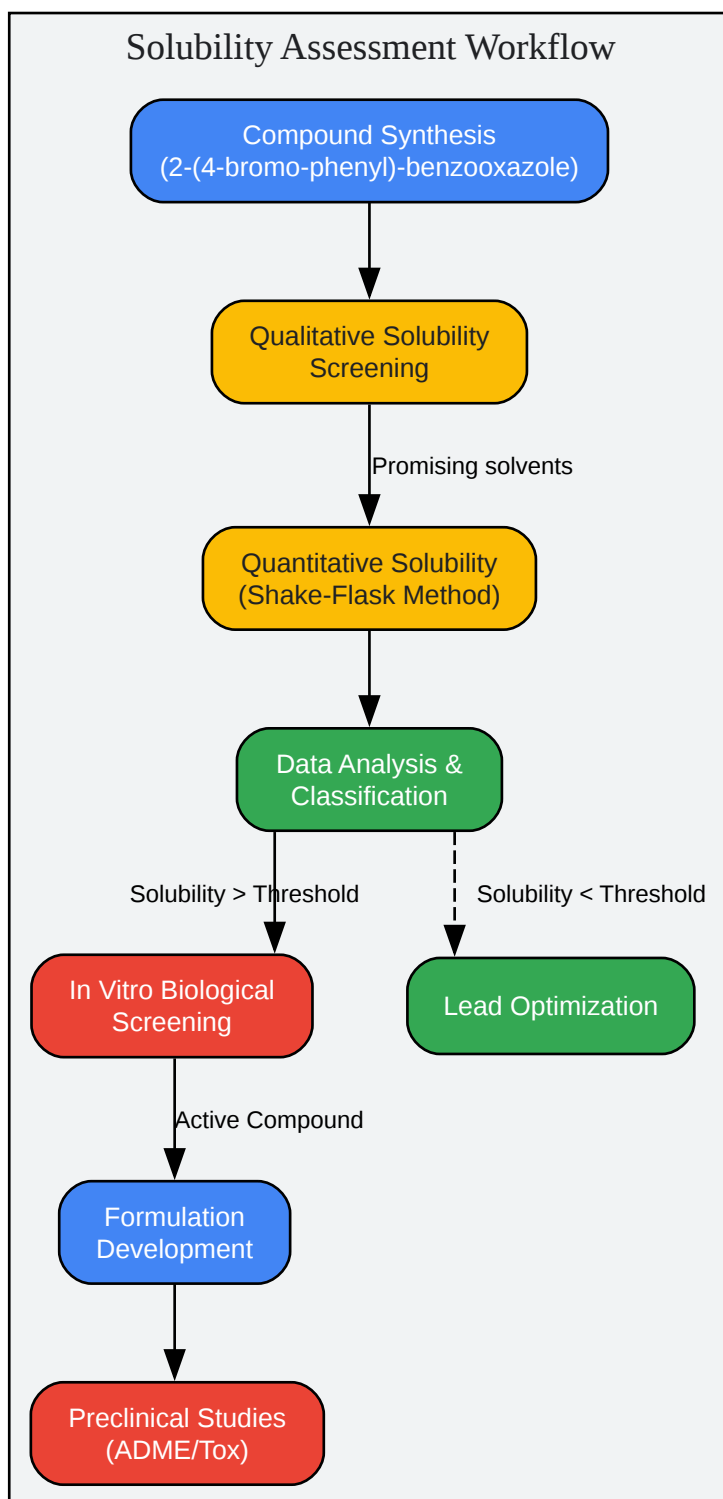 Solubility Assessment Workflow
Compound Synthesis
(2-(4-bromo-phenyl)-benzooxazole)
Qualitative Solubility
Screening
Promising solvents
Quantitative Solubility
(Shake-Flask Method)
Data Analysis &
Classification
Solubility > Threshold
Solubility < Threshold
In Vitro Biological
Screening
Lead Optimization
Active Compound
Formulation
Development
Preclinical Studies
(ADME/Tox)